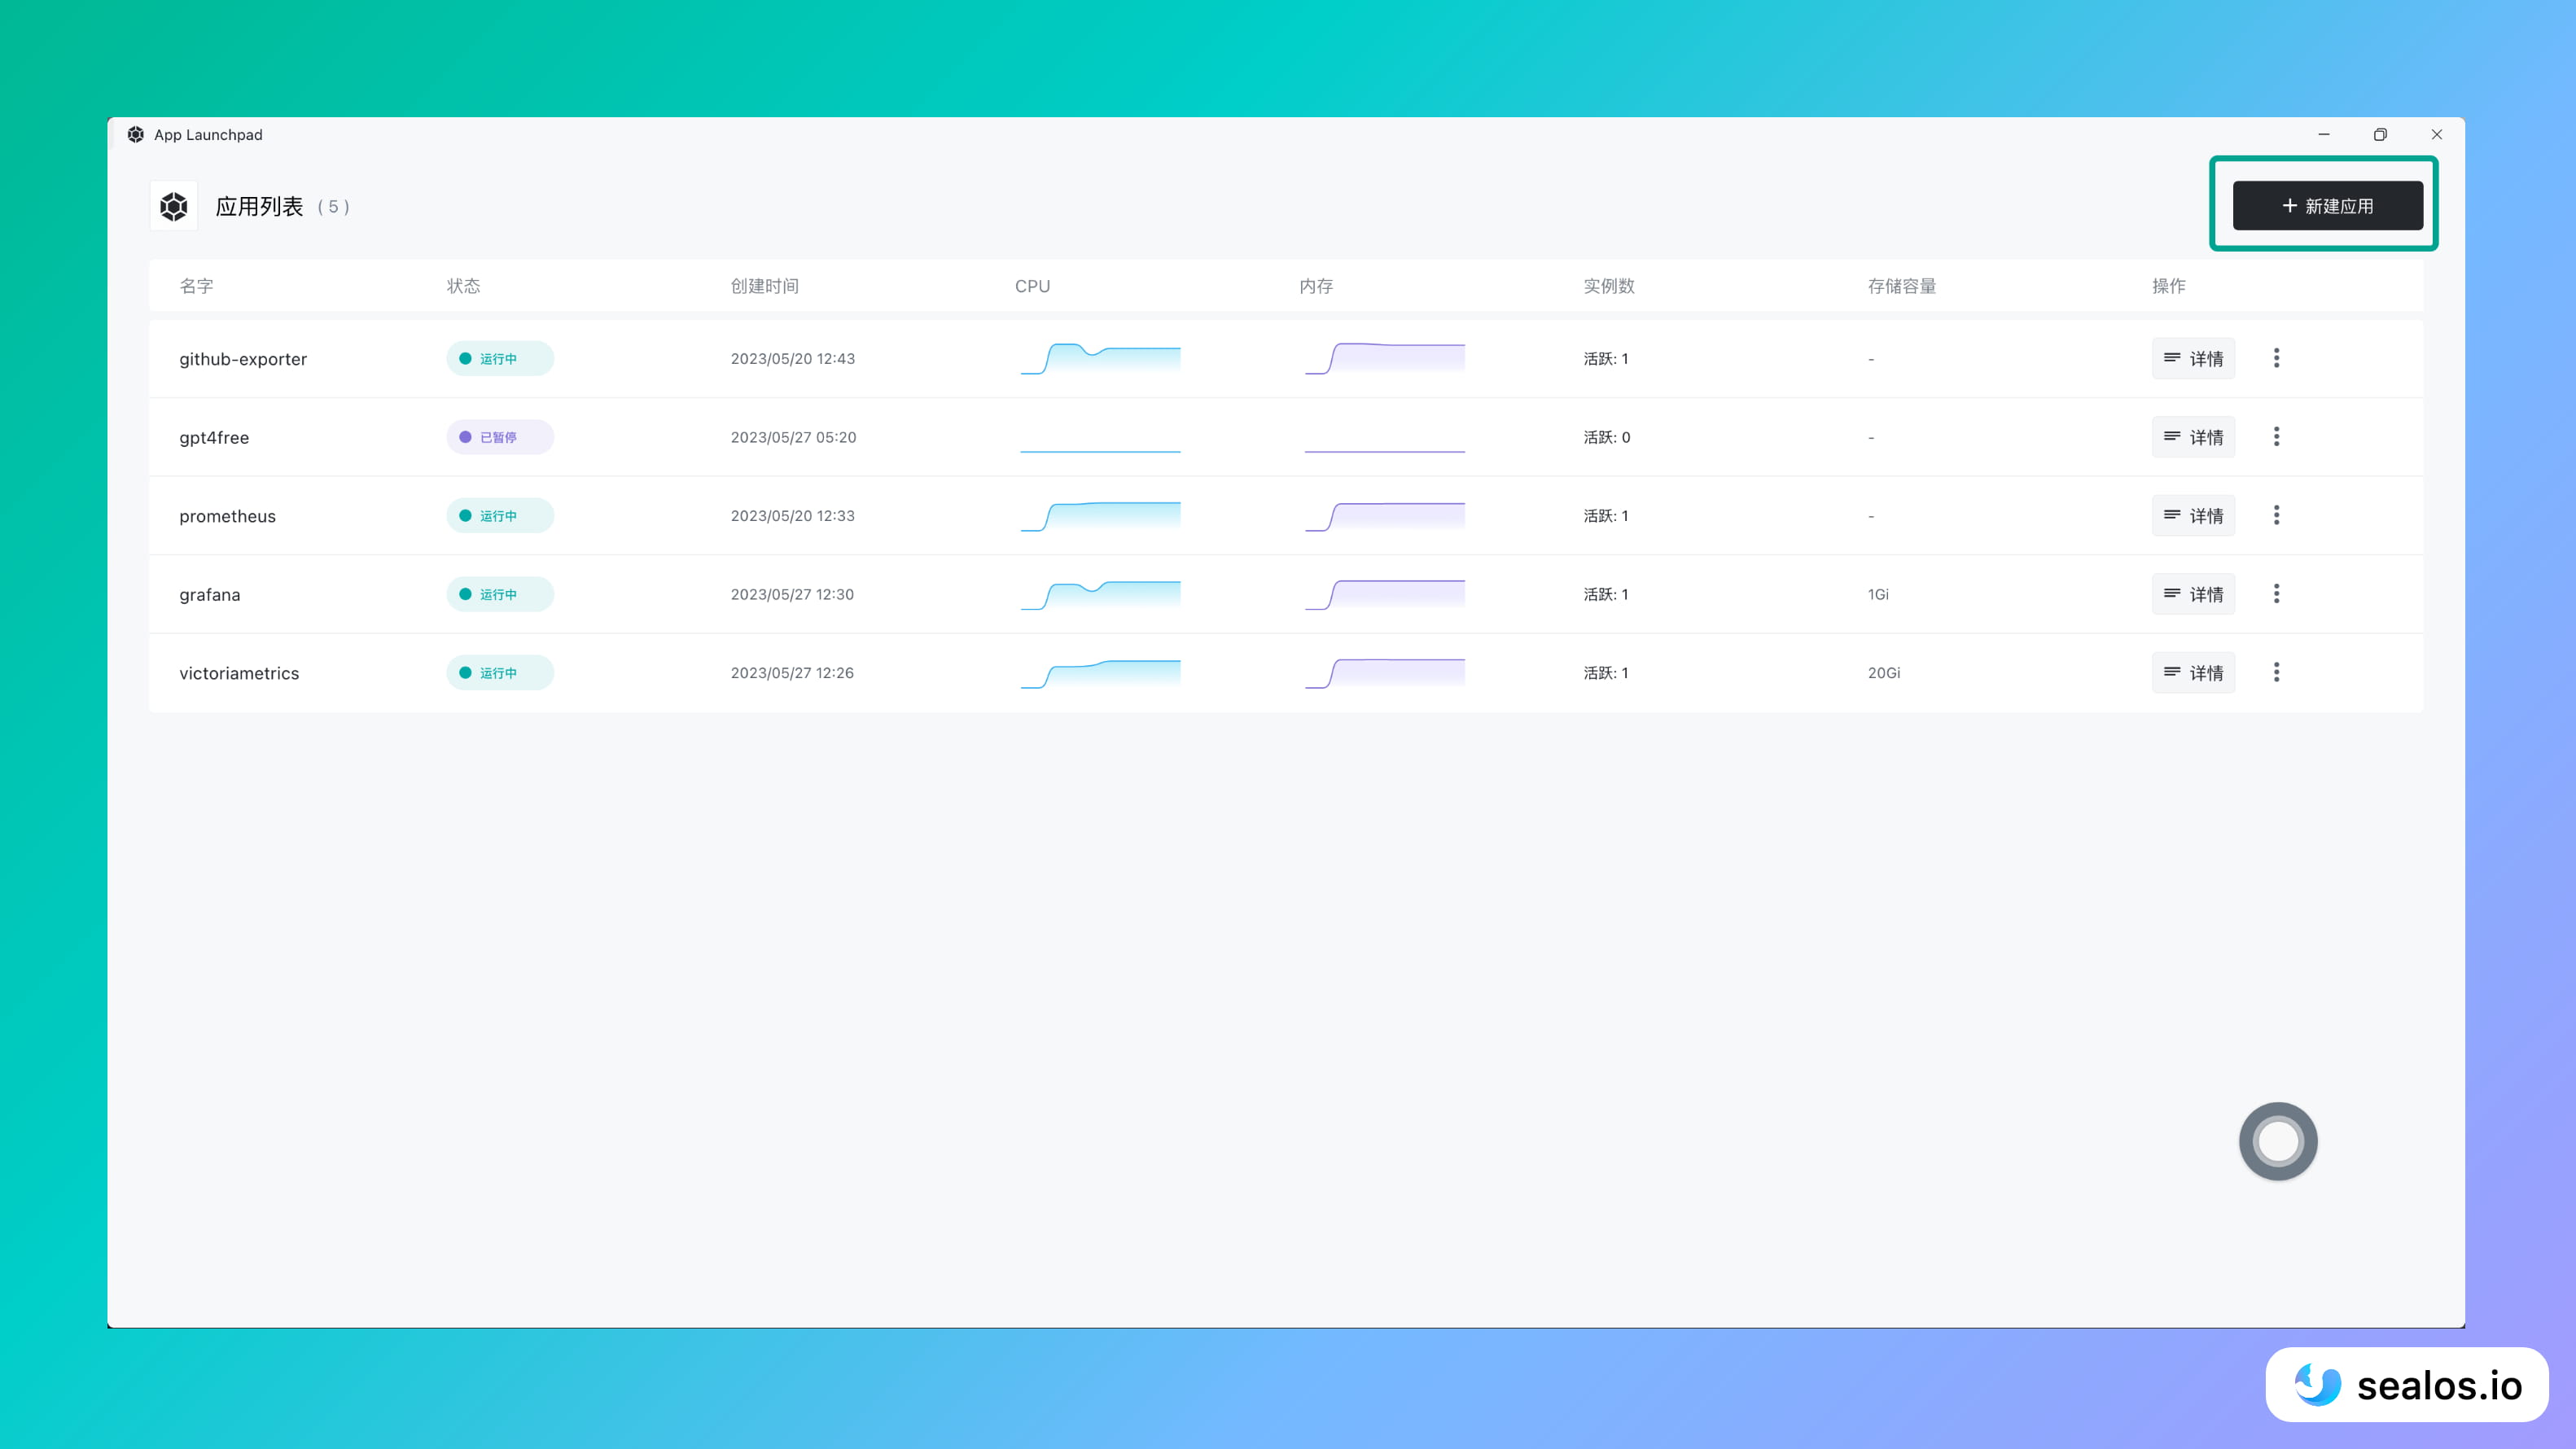 App Launchpad
应用列表 ( 5 )
+ 新建应用
名字 状态 创建时间 CPU 内存 实例数 存储容量 操作
github-exporter 运行中 2023/05/20 12:43 活跃: 1 - 详情
gpt4free 已暂停 2023/05/27 05:20 活跃: 0 - 详情
prometheus 运行中 2023/05/20 12:33 活跃: 1 - 详情
grafana 运行中 2023/05/27 12:30 活跃: 1 1Gi 详情
victoriametrics 运行中 2023/05/27 12:26 活跃: 1 20Gi 详情
sealos.io